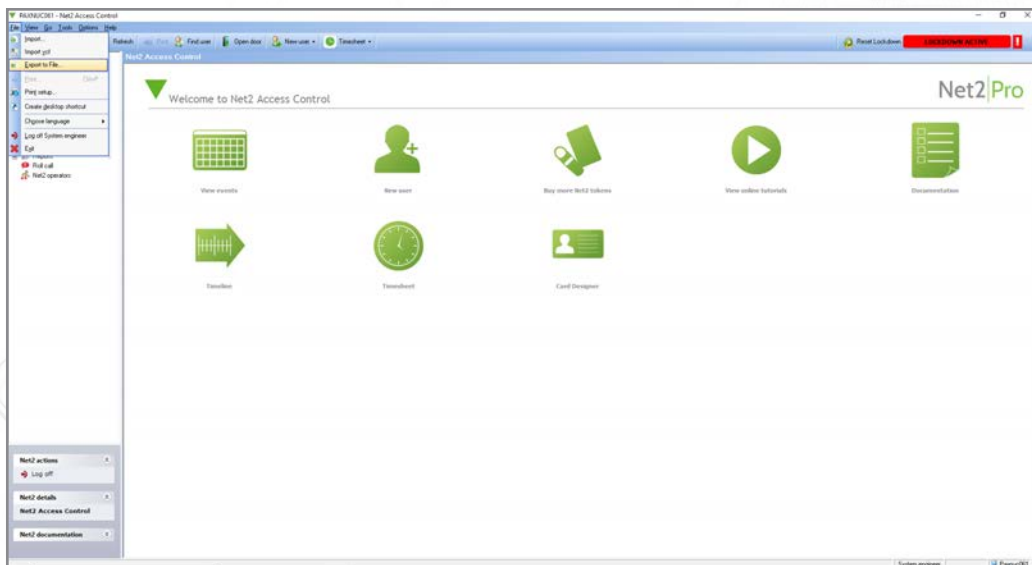 PAXNUC061 - Net2 Access Control
File View Go Tools Options Help
Import...
Refresh Print Find user Open door New user Timesheet
Reset Lockdown LOCKDOWN ACTIVE
Import
Net2 Access Control
Export to File...
Print... Ctrl+P
Print setup...
Create desktop shortcut
Choose language
Log off System engineer
Exit
Reports
Roll call
Net2 operators
Welcome to Net2 Access Control
Net2 Pro
View events
New user
Buy more Net2 tokens
View online tutorials
Documentation
Timeline
Timesheet
Card Designer
Net2 actions
Log off
Net2 details
Net2 Access Control
Net2 documentation
System engineer